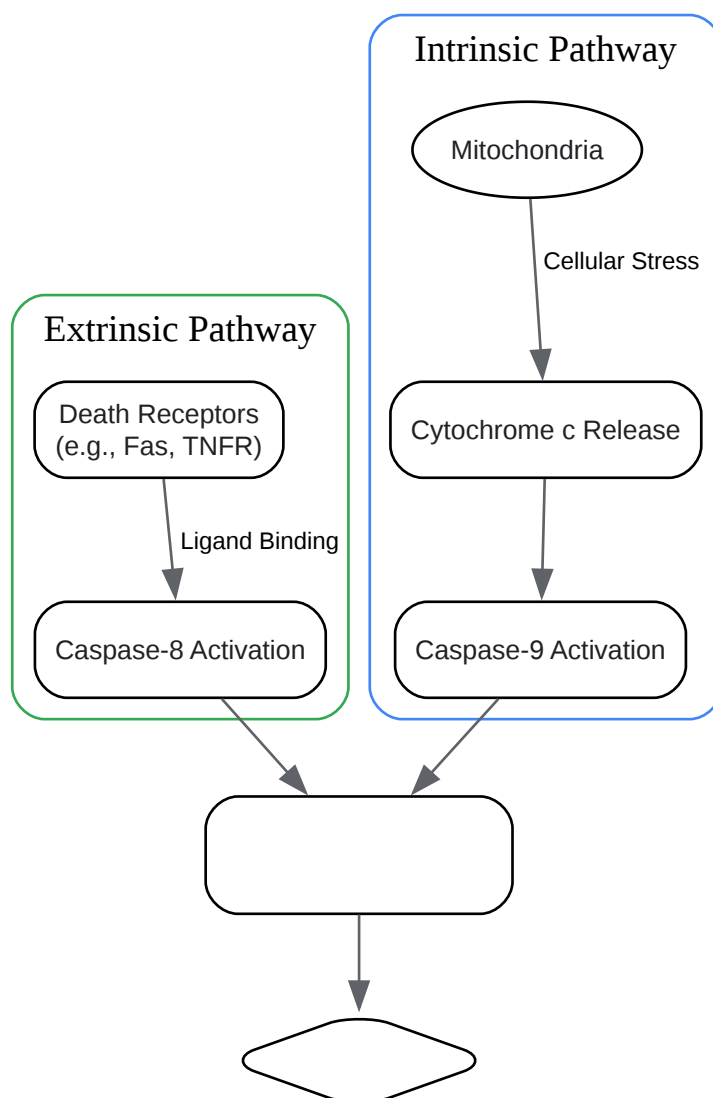 Intrinsic Pathway
Mitochondria
Cellular Stress
Extrinsic Pathway
Death Receptors
(e.g., Fas, TNFR)
Cytochrome c Release
Ligand Binding
Caspase-8 Activation
Caspase-9 Activation